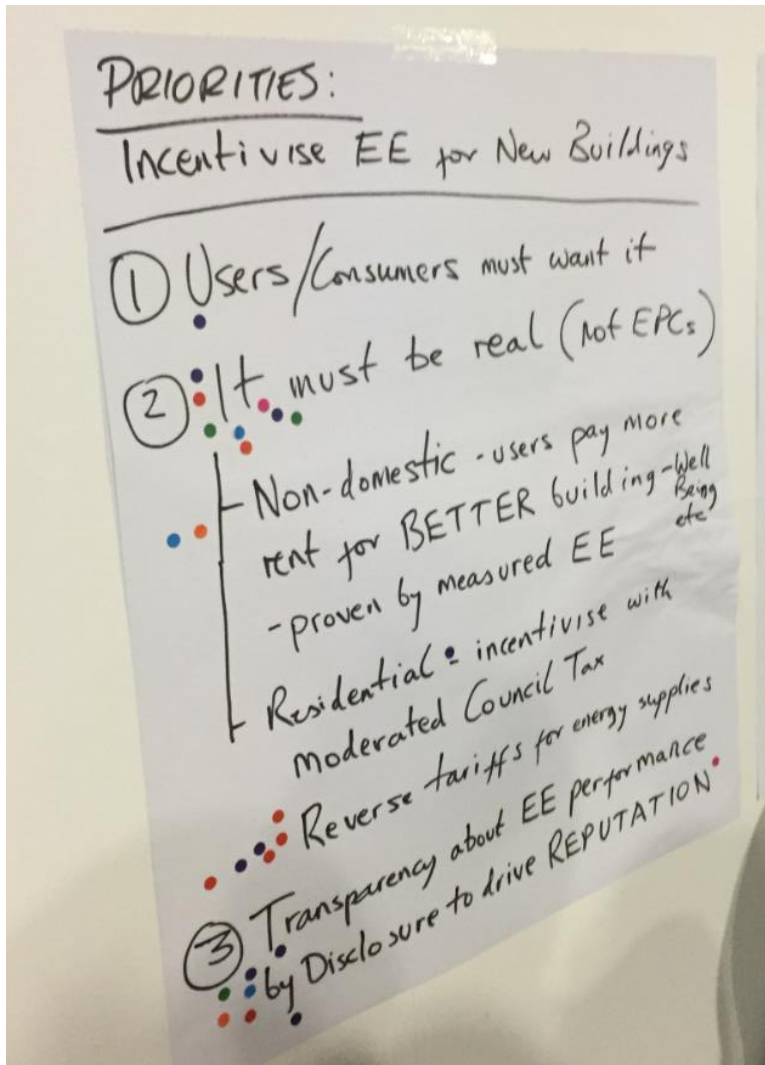 PRIORITIES:
Incentivise EE for New Buildings
1 Users/Consumers must want it
2 It must be real (not EPCs)
Non-domestic - users pay more
rent for BETTER building - Well
Being
etc
- proven by measured EE
Residential - incentivise with
moderated Council Tax
Reverse tariffs for energy supplies
3 Transparency about EE performance
by Disclosure to drive REPUTATION